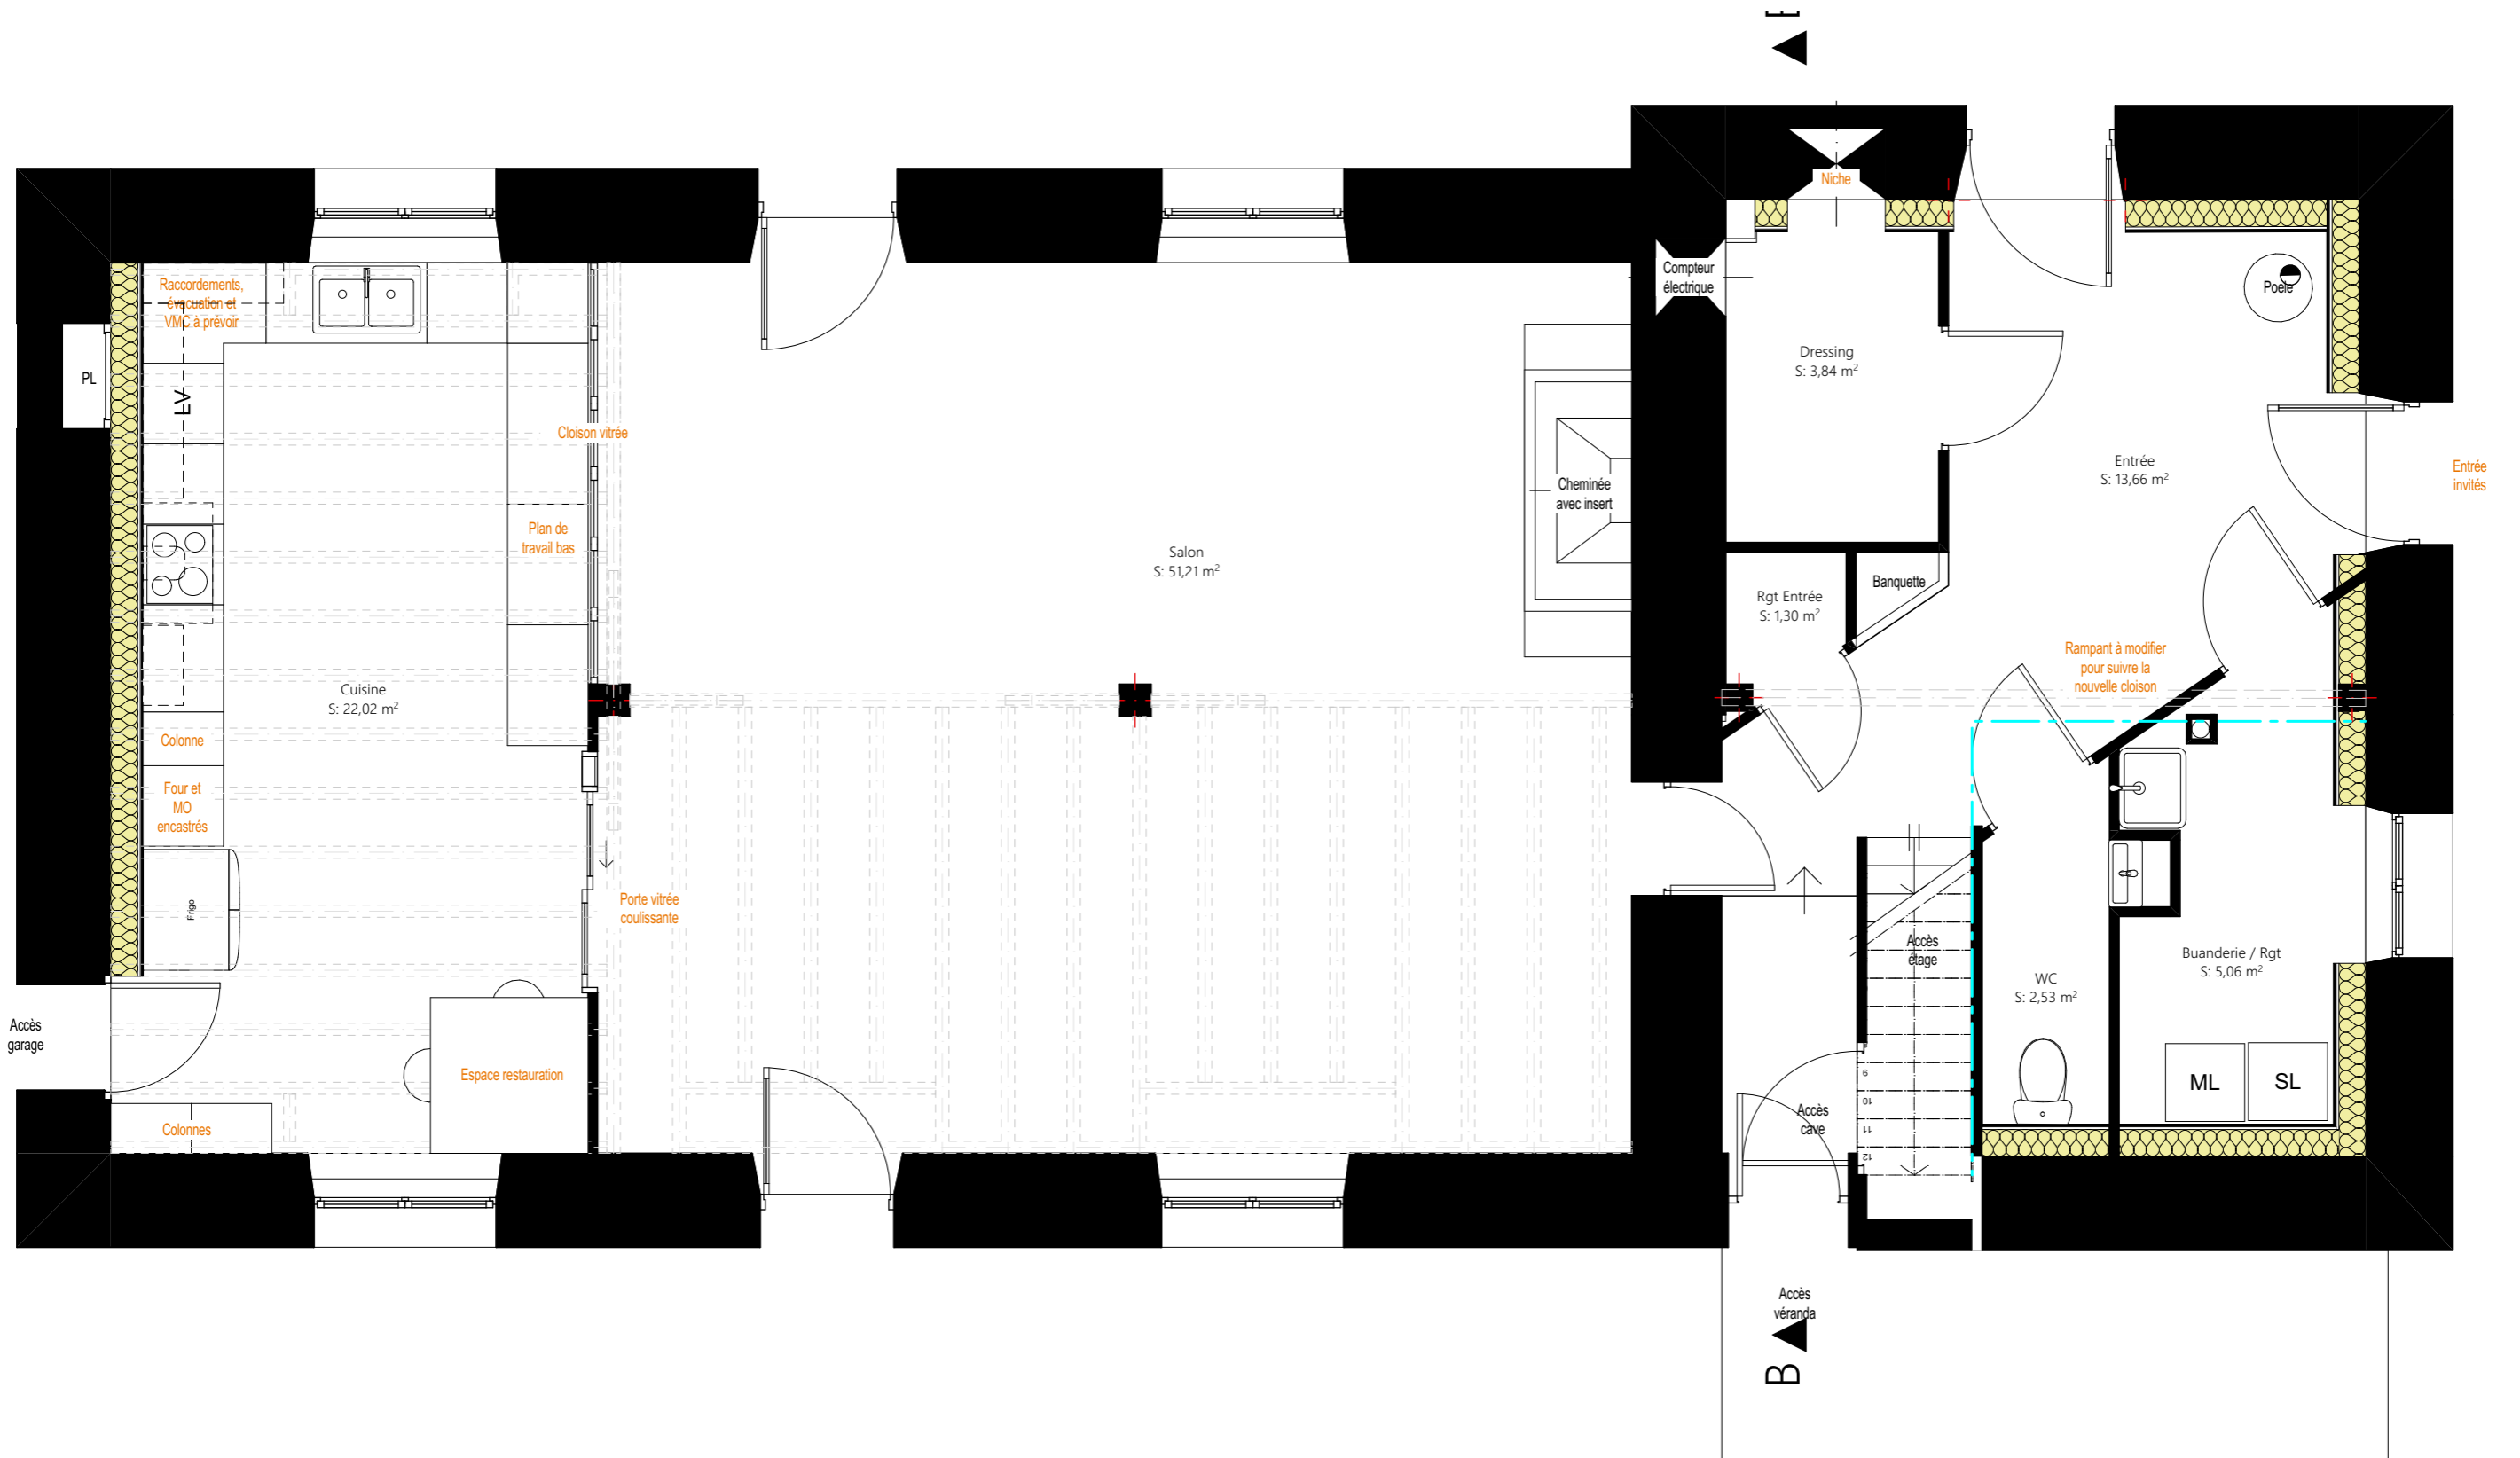 Niche
Compteur
électrique
Raccordements,
évacuation et
VMC à prévoir
Poêle
PL
LV
Dressing
S: 3,84 m²
Cloison vitrée
Entrée
S: 13,66 m²
Entrée
invités
Cheminée
avec insert
Plan de
travail bas
Salon
S: 51,21 m²
Banquette
Rgt Entrée
S: 1,30 m²
Rampant à modifier
pour suivre la
nouvelle cloison
Cuisine
S: 22,02 m²
Colonne
Four et
MO
encastrés
Frigo
Porte vitrée
coulissante
Accès
étage
Buanderie / Rgt
S: 5,06 m²
WC
S: 2,53 m²
Accès
garage
Espace restauration
ML
SL
9
10
11
12
Accès
cave
Colonnes
Accès
véranda
B